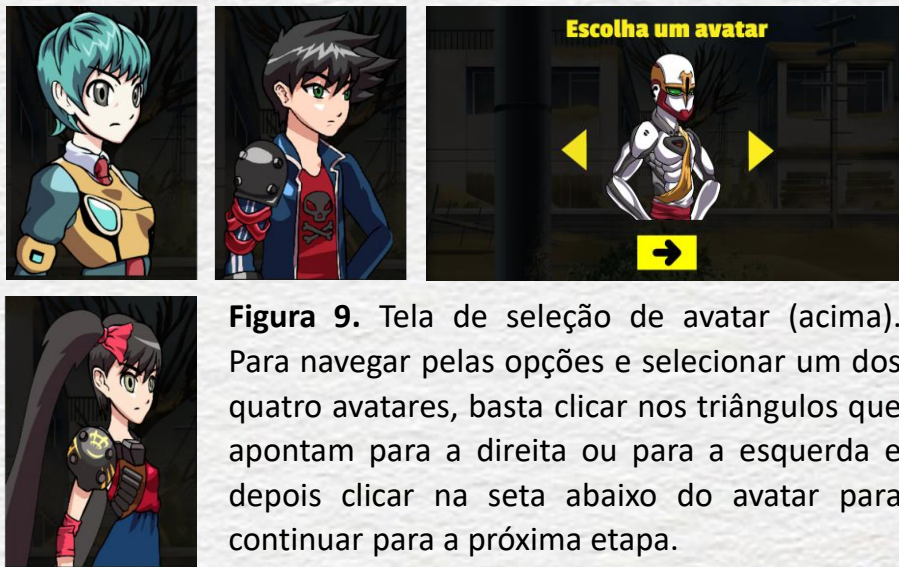 Escolha um avatar
Figura 9. Tela de seleção de avatar (acima).
Para navegar pelas opções e selecionar um dos
quatro avatares, basta clicar nos triângulos que
apontam para a direita ou para a esquerda e
depois clicar na seta abaixo do avatar para
continuar para a próxima etapa.